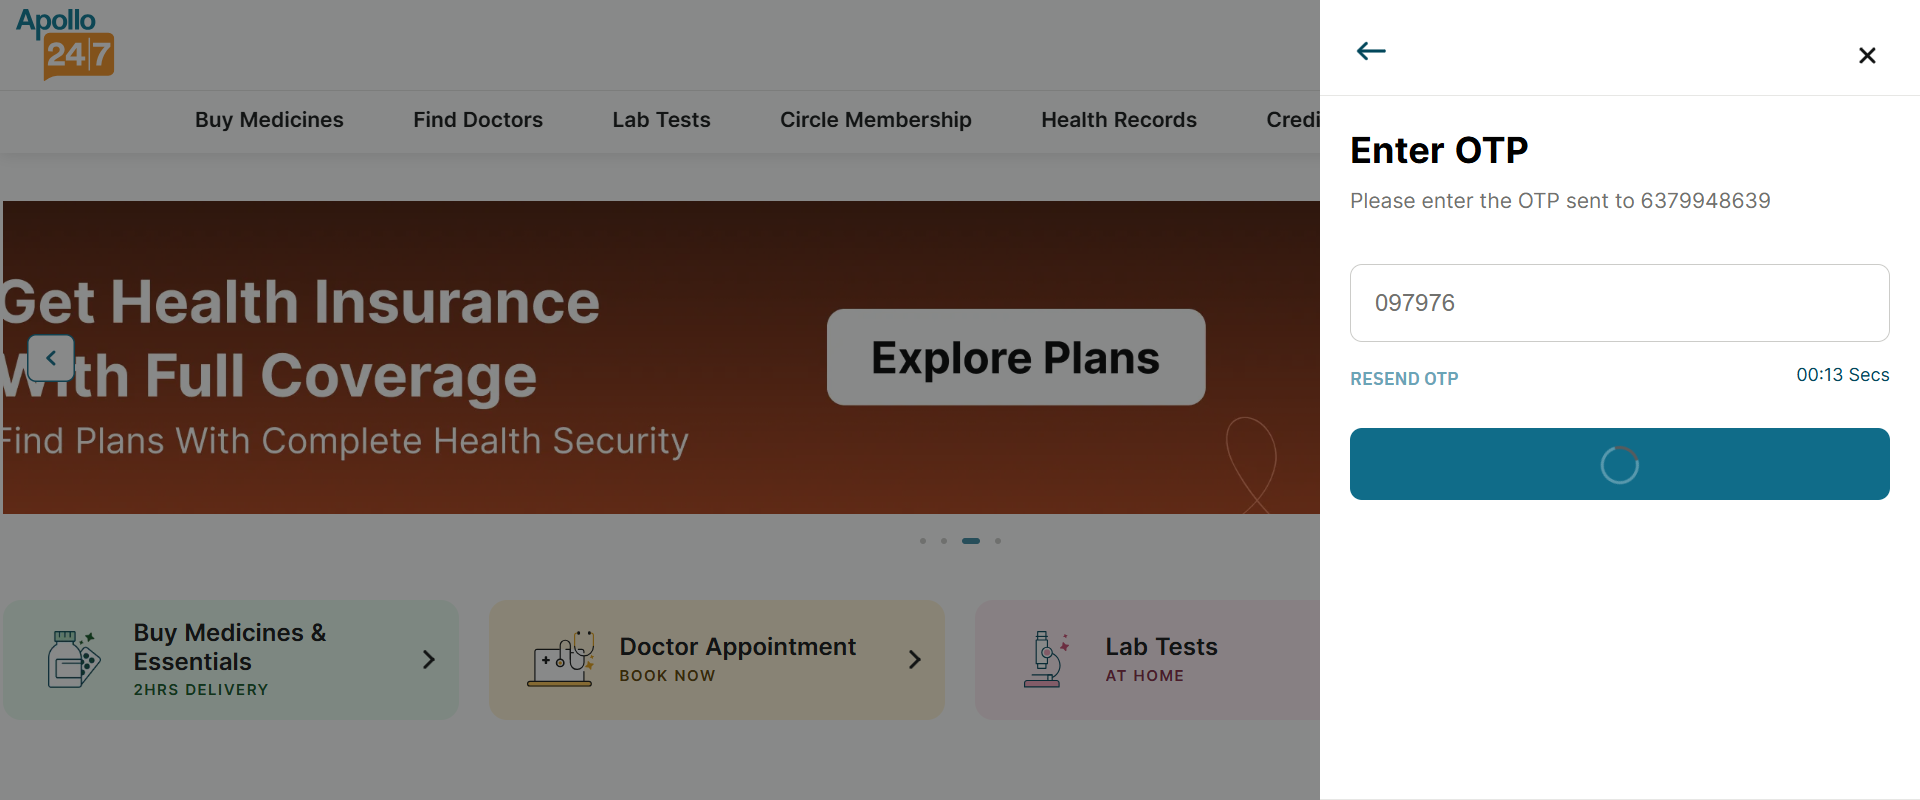 Apollo
24|7
Buy Medicines
Find Doctors
Lab Tests
Circle Membership
Health Records
Credi
Get Health Insurance
With Full Coverage
Find Plans With Complete Health Security
Explore Plans
Buy Medicines &
Essentials
2HRS DELIVERY
Doctor Appointment
BOOK NOW
Lab Tests
AT HOME
Enter OTP
Please enter the OTP sent to 6379948639
097976
RESEND OTP
00:13 Secs